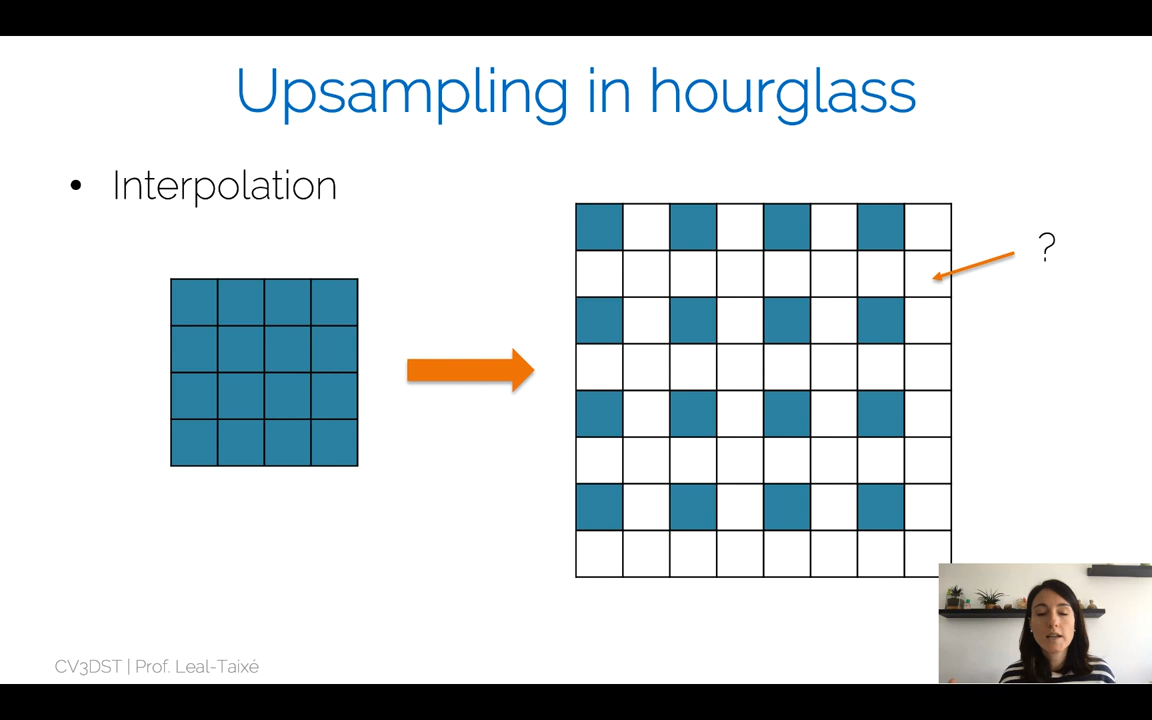 Upsampling in hourglass
• Interpolation
?
CV3DST | Prof. Leal-Taixé